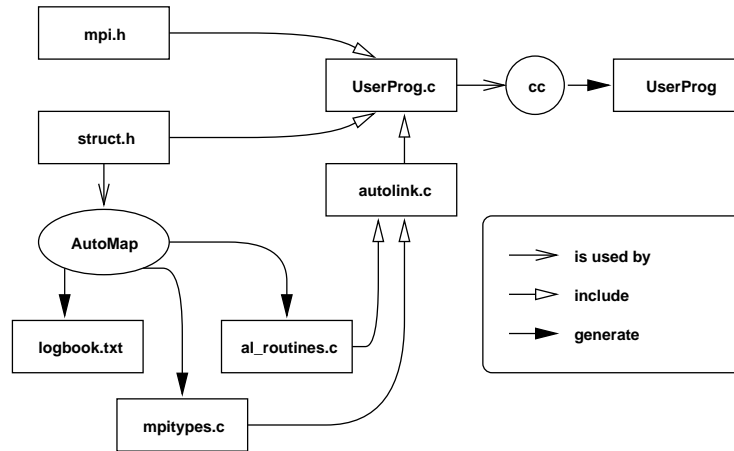 mpi.h
UserProg.c
cc
UserProg
struct.h
autolink.c
AutoMap
is used by
include
generate
logbook.txt
al_routines.c
mpitypes.c